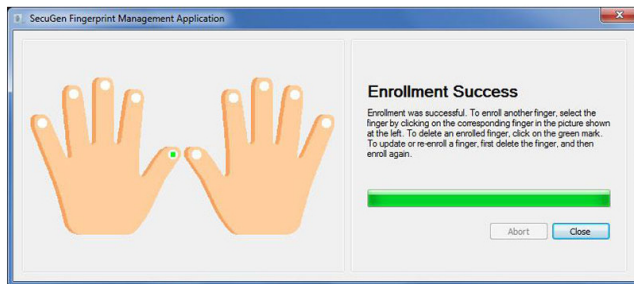 SecuGen Fingerprint Management Application
Enrollment Success
Enrollment was successful. To enroll another finger, select the
finger by clicking on the corresponding finger in the picture shown
at the left. To delete an enrolled finger, click on the green mark.
To update or re-enroll a finger, first delete the finger, and then
enroll again.
Abort
Close